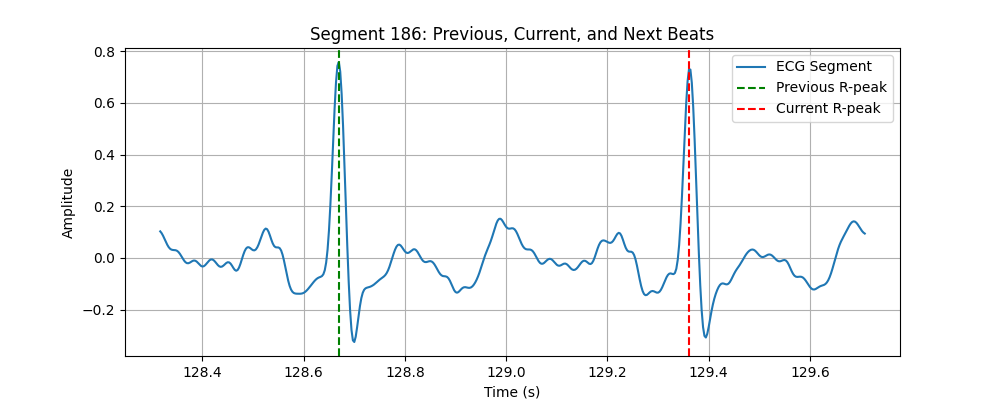 Segment 186: Previous, Current, and Next Beats
ECG Segment
Previous R-peak
Current R-peak
Amplitude
0.8
0.6
0.4
0.2
0.0
−0.2
128.4 128.6 128.8 129.0 129.2 129.4 129.6
Time (s)